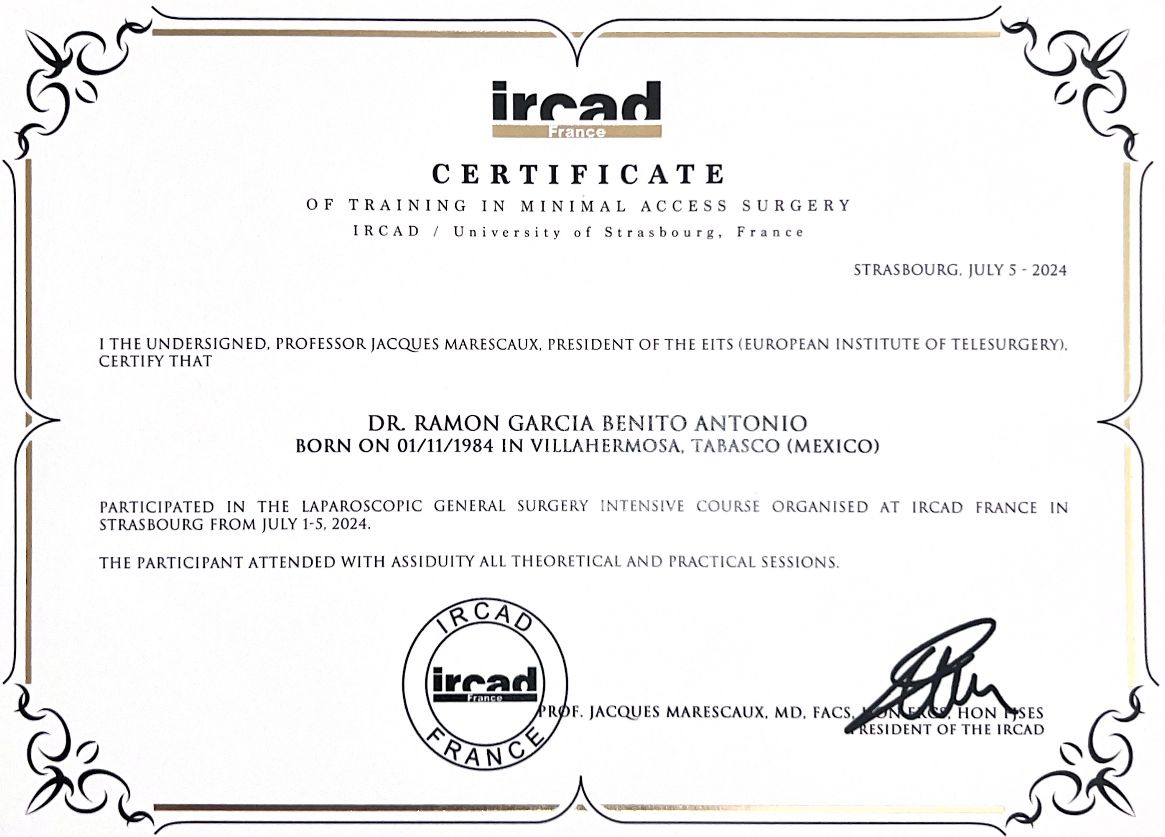 ircad
France
CERTIFICATE
OF TRAINING IN MINIMAL ACCESS SURGERY
IRCAD / University of Strasbourg, France
STRASBOURG, JULY 5 - 2024
I THE UNDERSIGNED, PROFESSOR JACQUES MARESCAUX, PRESIDENT OF THE EITS (EUROPEAN INSTITUTE OF TELESURGERY),
CERTIFY THAT
DR. RAMON GARCIA BENITO ANTONIO
BORN ON 01/11/1984 IN VILLAHERMOSA, TABASCO (MEXICO)
PARTICIPATED IN THE LAPAROSCOPIC GENERAL SURGERY INTENSIVE COURSE ORGANISED AT IRCAD FRANCE IN
STRASBOURG FROM JULY 1-5, 2024.
THE PARTICIPANT ATTENDED WITH ASSIDUITY ALL THEORETICAL AND PRACTICAL SESSIONS.
IRCAD
ircad
France
FRANCE
PROF. JACQUES MARESCAUX, MD, FACS, HON FRCS, HON FJSES
PRESIDENT OF THE IRCAD